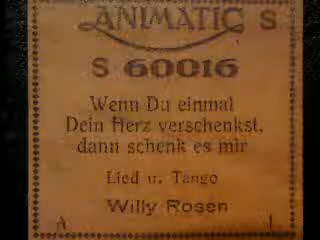 ANIMATIC S
S 60016
Wenn Du einmal
Dein Herz verschenkst,
dann schenk es mir
Lied u. Tango
Willy Rosen
A